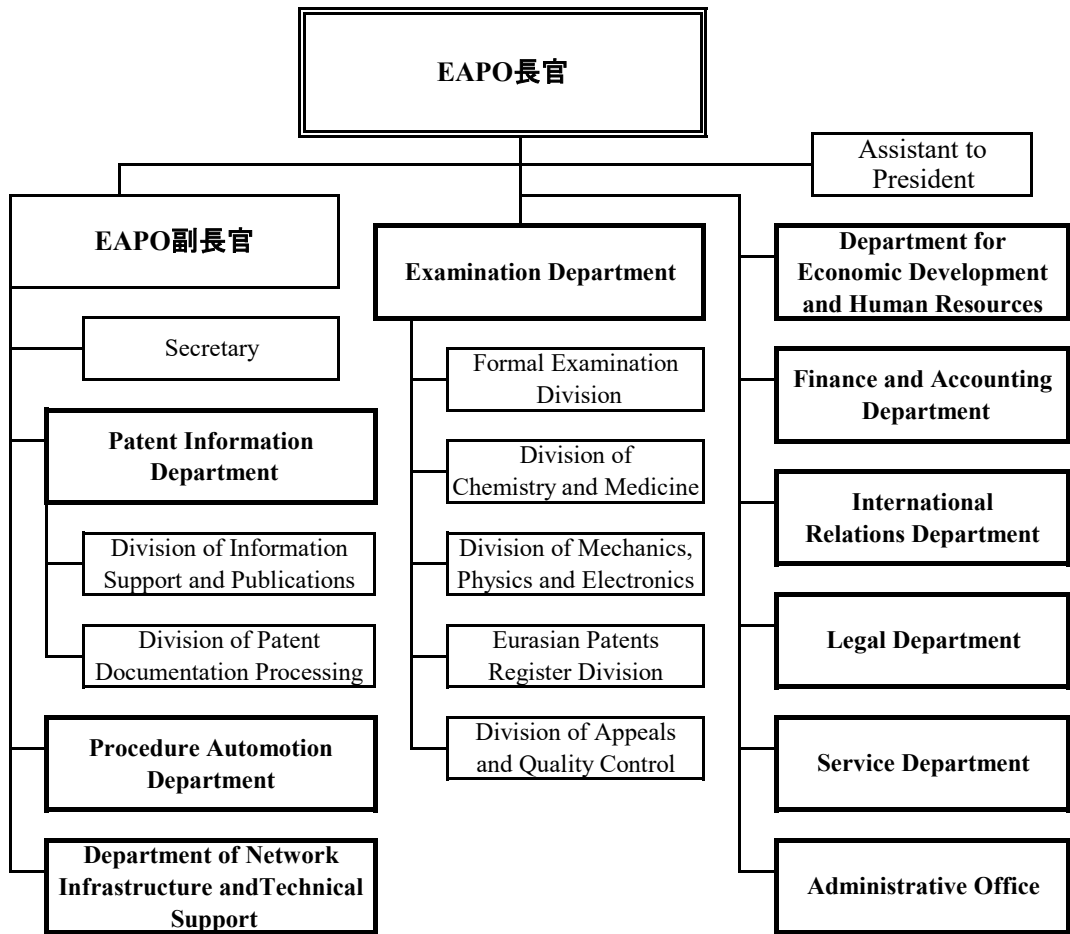 EAPO長官
Assistant to
President
EAPO副長官
Secretary
Patent Information
Department
Division of Information
Support and Publications
Division of Patent
Documentation Processing
Procedure Automotion
Department
Department of Network
Infrastructure andTechnical
Support
Examination Department
Formal Examination
Division
Division of
Chemistry and Medicine
Division of Mechanics,
Physics and Electronics
Eurasian Patents
Register Division
Division of Appeals
and Quality Control
Department for
Economic Development
and Human Resources
Finance and Accounting
Department
International
Relations Department
Legal Department
Service Department
Administrative Office